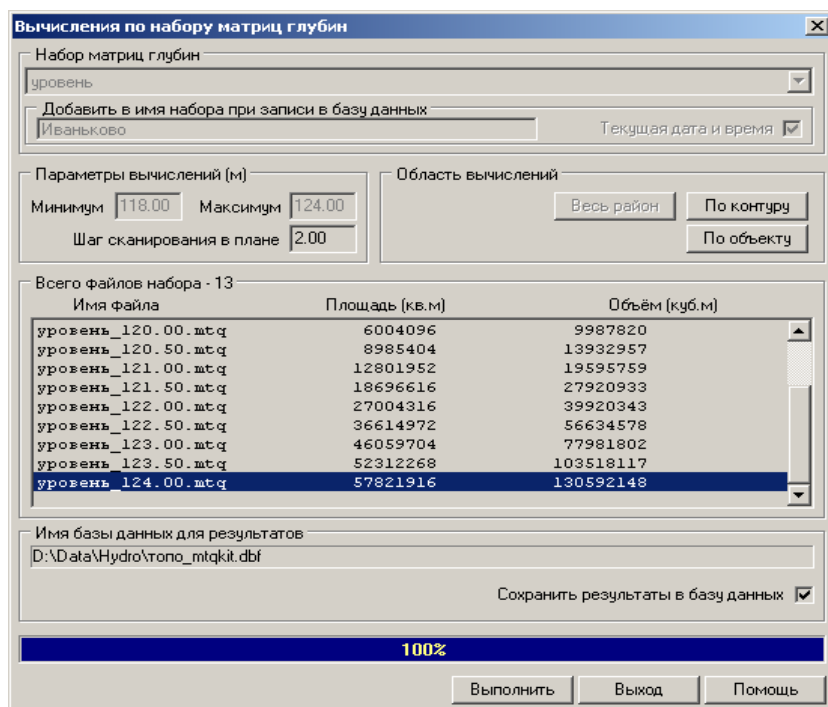 Вычисления по набору матриц глубин
Набор матриц глубин
уровень
Добавить в имя набора при записи в базу данных
Иваньково Текущая дата и время
Параметры вычислений (м) Область вычислений
Минимум 118.00 Максимум 124.00 Весь район По контуру
Шаг сканирования в плане 2.00 По объекту
Всего файлов набора - 13
Имя файла Площадь (кв.м) Объём (куб.м)
уровень_120.00.mtq 6004096 9987820
уровень_120.50.mtq 8985404 13932957
уровень_121.00.mtq 12801952 19595759
уровень_121.50.mtq 18696616 27920933
уровень_122.00.mtq 27004316 39920343
уровень_122.50.mtq 36614972 56634578
уровень_123.00.mtq 46059704 77981802
уровень_123.50.mtq 52312268 103518117
уровень_124.00.mtq 57821916 130592148
Имя базы данных для результатов
D:\Data\Hydro\топо_mtqkit.dbf
Сохранить результаты в базу данных
100%
Выполнить Выход Помощь